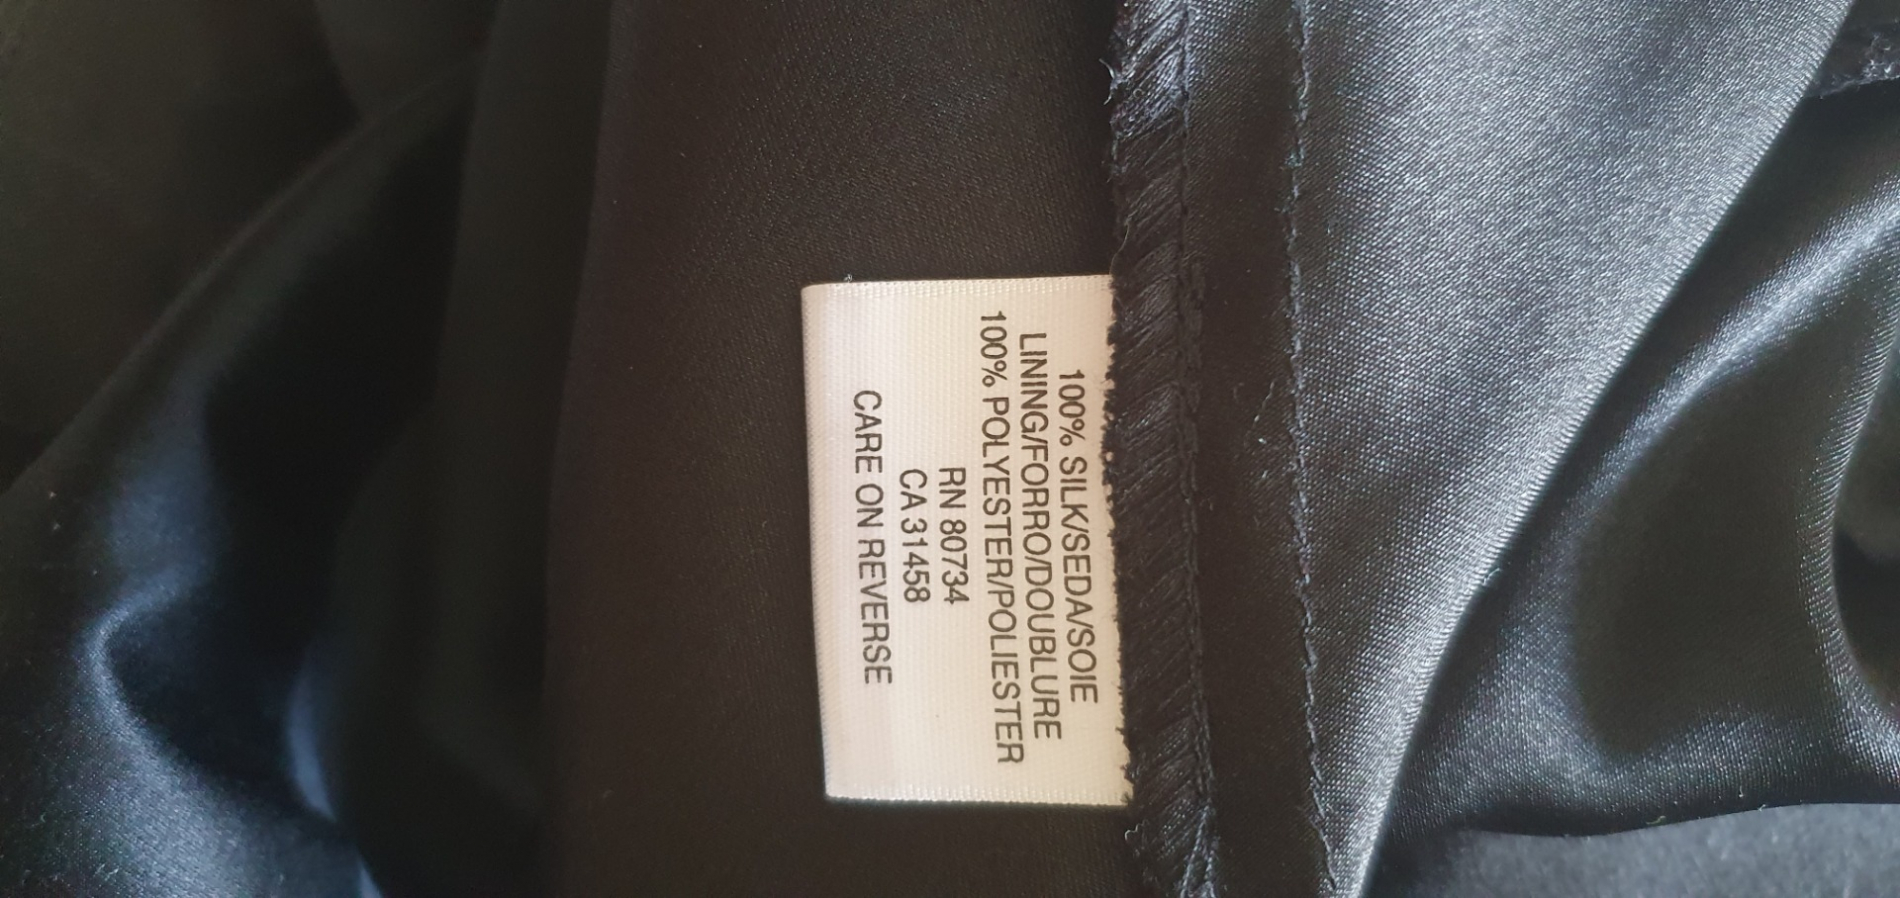 100% SILK/SEDA/SOIE
LINING/FORRO/DOUBLURE
100% POLYESTER/POLIESTER
RN 80734
CA 31458
CARE ON REVERSE